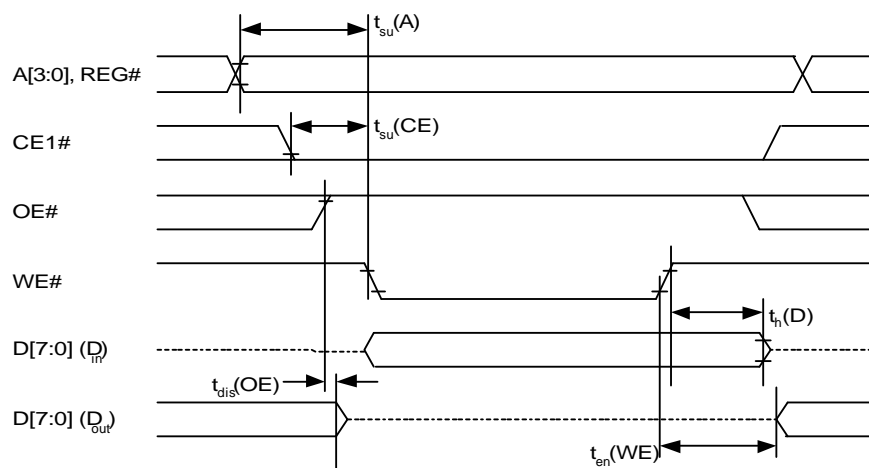 t_su(A)
A[3:0], REG#
t_su(CE)
CE1#
OE#
WE#
t_h(D)
D[7:0] (D_in)
t_dis(OE)
D[7:0] (D_out)
t_en(WE)